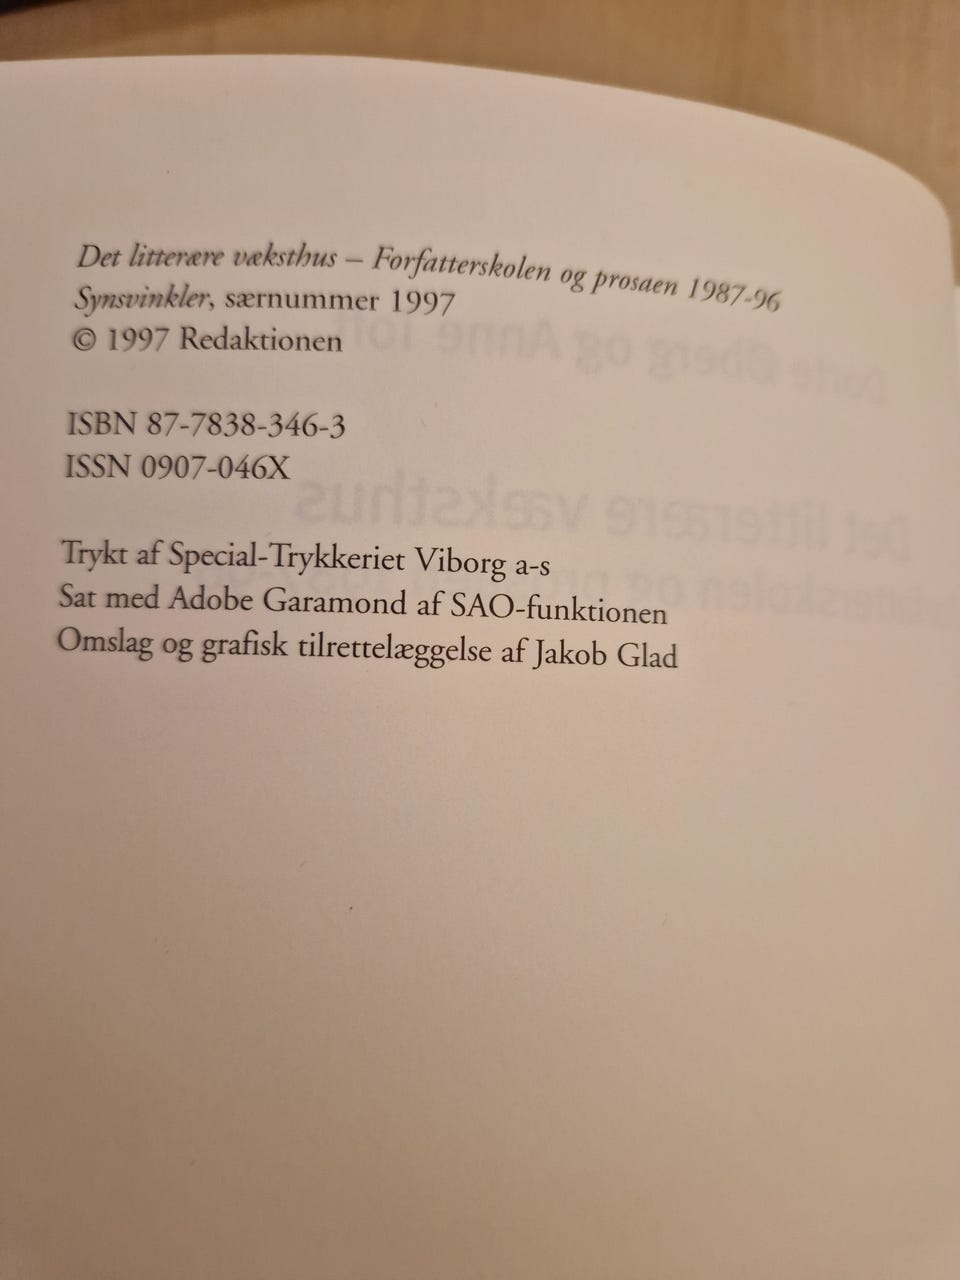 Det litterære væksthus – Forfatterskolen og prosaen 1987-96
Synsvinkler, særnummer 1997
© 1997 Redaktionen
ISBN 87-7838-346-3
ISSN 0907-046X
Trykt af Special-Trykkeriet Viborg a-s
Sat med Adobe Garamond af SAO-funktionen
Omslag og grafisk tilrettelæggelse af Jakob Glad